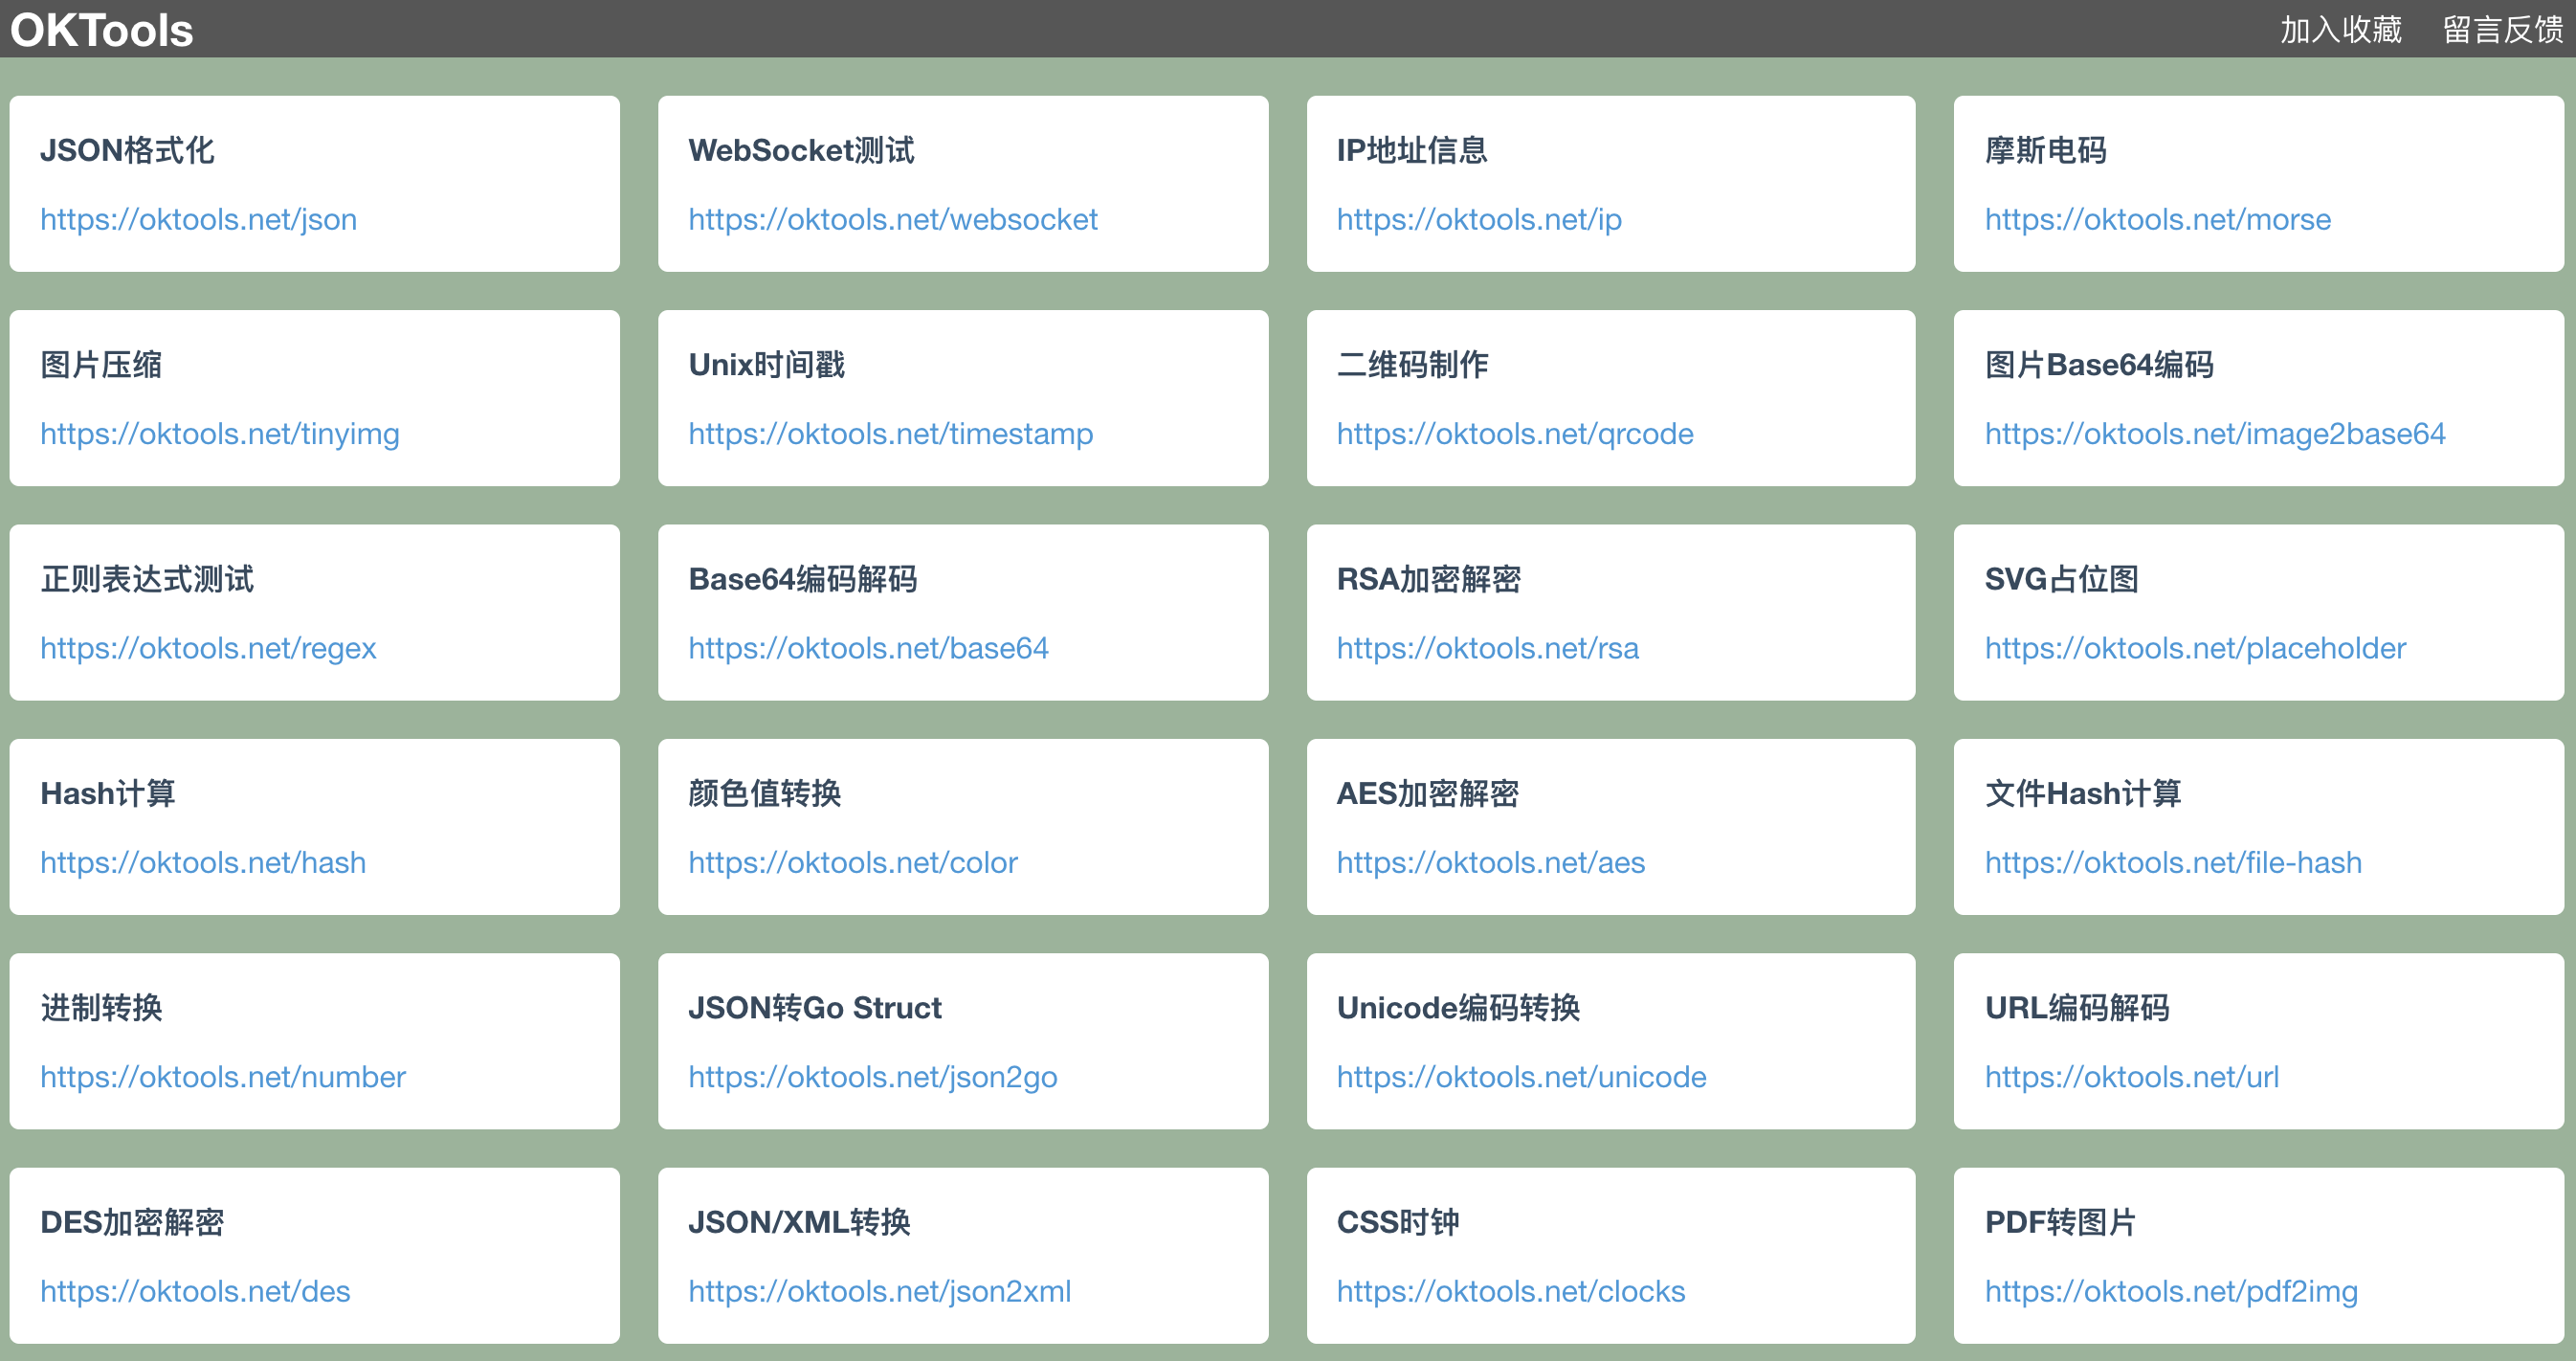 OKTools
加入收藏 留言反馈
JSON格式化
https://oktools.net/json
WebSocket测试
https://oktools.net/websocket
IP地址信息
https://oktools.net/ip
摩斯电码
https://oktools.net/morse
图片压缩
https://oktools.net/tinyimg
Unix时间戳
https://oktools.net/timestamp
二维码制作
https://oktools.net/qrcode
图片Base64编码
https://oktools.net/image2base64
正则表达式测试
https://oktools.net/regex
Base64编码解码
https://oktools.net/base64
RSA加密解密
https://oktools.net/rsa
SVG占位图
https://oktools.net/placeholder
Hash计算
https://oktools.net/hash
颜色值转换
https://oktools.net/color
AES加密解密
https://oktools.net/aes
文件Hash计算
https://oktools.net/file-hash
进制转换
https://oktools.net/number
JSON转Go Struct
https://oktools.net/json2go
Unicode编码转换
https://oktools.net/unicode
URL编码解码
https://oktools.net/url
DES加密解密
https://oktools.net/des
JSON/XML转换
https://oktools.net/json2xml
CSS时钟
https://oktools.net/clocks
PDF转图片
https://oktools.net/pdf2img